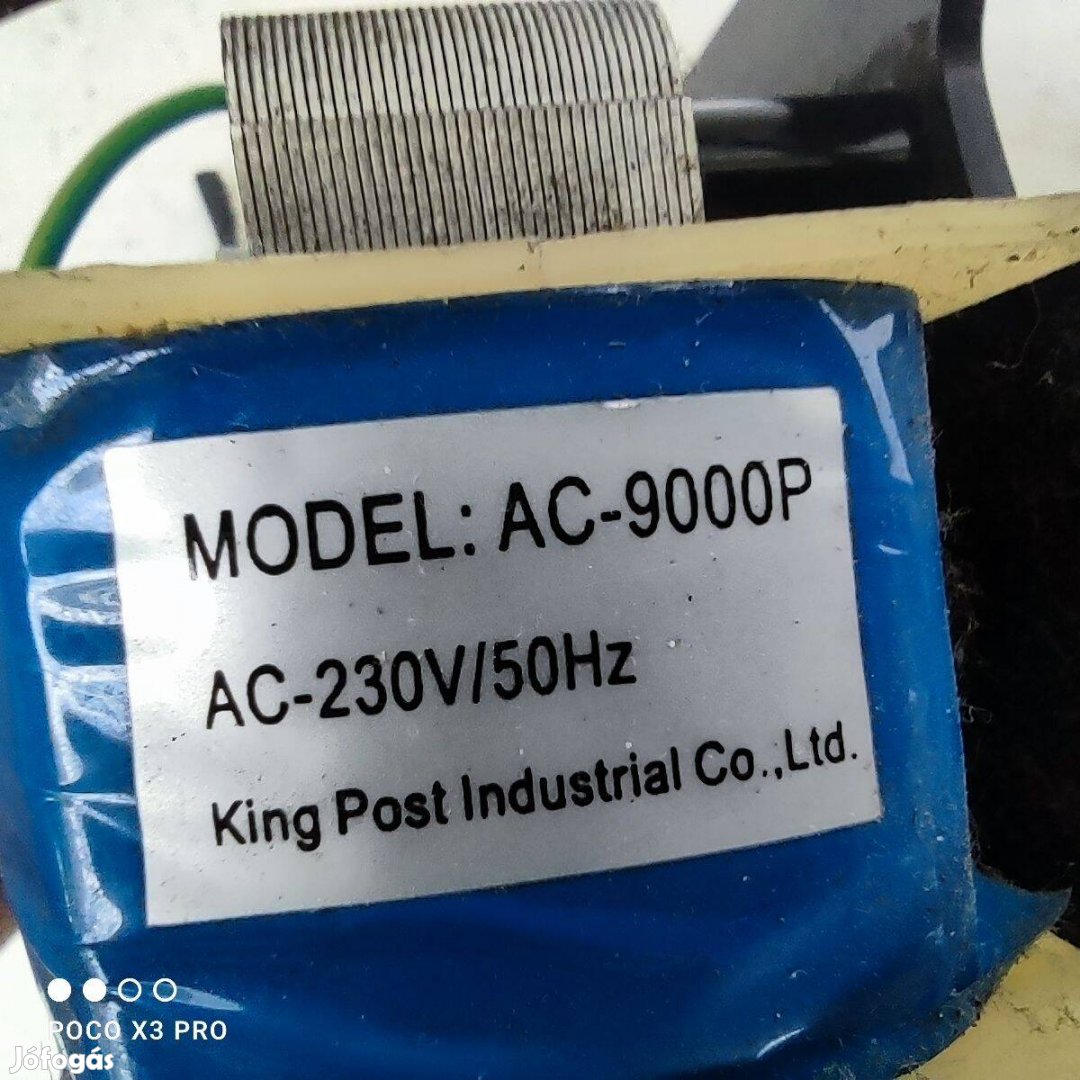 MODEL: AC-9000P
AC-230V/50Hz
King Post Industrial Co.,Ltd.
POCO X3 PRO
Jófogás